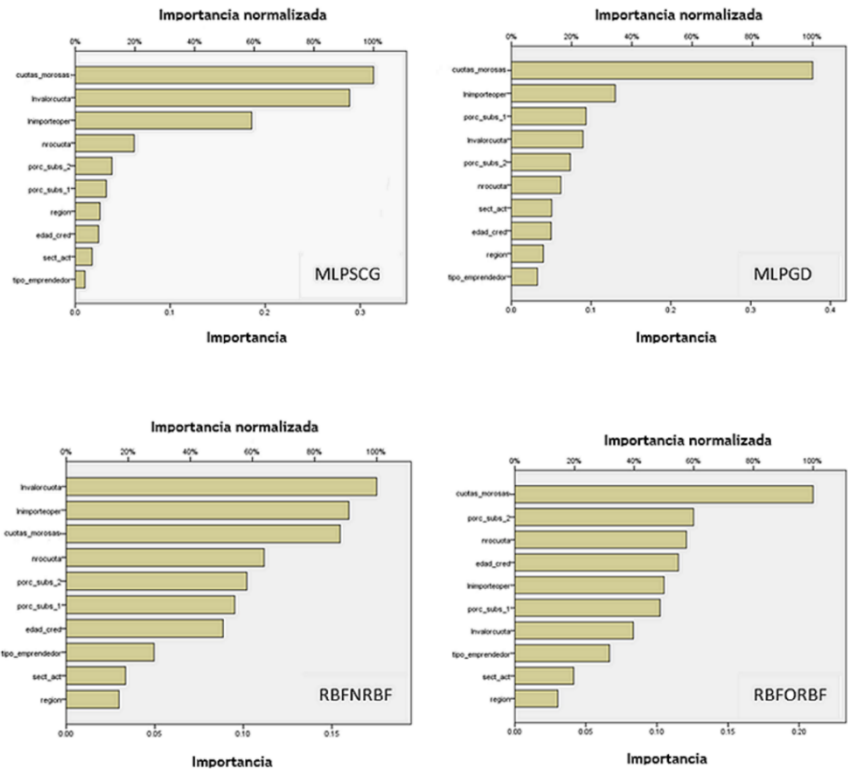 Importancia normalizada
0% 20% 40% 60% 80% 100%
cuotas_morosas
lnvalorcuota
lnimporteoper
nrocuota
porc_subs_2
porc_subs_1
region
edad_cred
sect_act
tipo_emprendedor
MLPSCG
0.0 0.1 0.2 0.3
Importancia
Importancia normalizada
0% 20% 40% 60% 80% 100%
cuotas_morosas
lnimporteoper
porc_subs_1
lnvalorcuota
porc_subs_2
nrocuota
sect_act
edad_cred
region
tipo_emprendedor
MLPGD
0.0 0.1 0.2 0.3 0.4
Importancia
Importancia normalizada
0% 20% 40% 60% 80% 100%
lnvalorcuota
lnimporteoper
cuotas_morosas
nrocuota
porc_subs_2
porc_subs_1
edad_cred
tipo_emprendedor
sect_act
region
RBFNRBF
0.00 0.05 0.10 0.15
Importancia
Importancia normalizada
0% 20% 40% 60% 80% 100%
cuotas_morosas
porc_subs_2
nrocuota
edad_cred
lnimporteoper
porc_subs_1
lnvalorcuota
tipo_emprendedor
sect_act
region
RBFORBF
0.00 0.05 0.10 0.15 0.20
Importancia